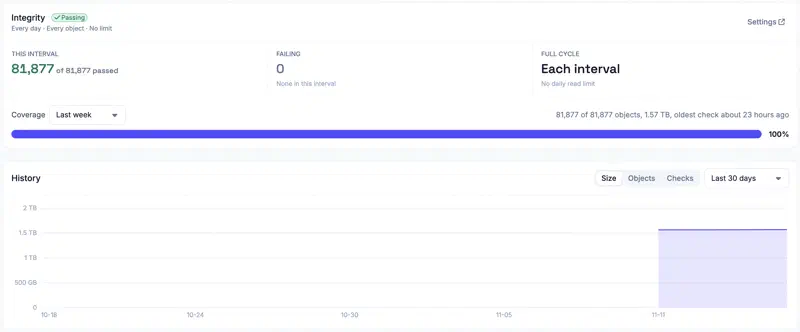 Integrity Passing
Every day · Every object · No limit
Settings
THIS INTERVAL
81,877 of 81,877 passed
FAILING
0
None in this interval
FULL CYCLE
Each interval
No daily read limit
Coverage Last week
81,877 of 81,877 objects, 1.57 TB, oldest check about 23 hours ago
100%
History
Size Objects Checks Last 30 days
2 TB
1.5 TB
1 TB
500 GB
0
10-18 10-24 10-30 11-05 11-11